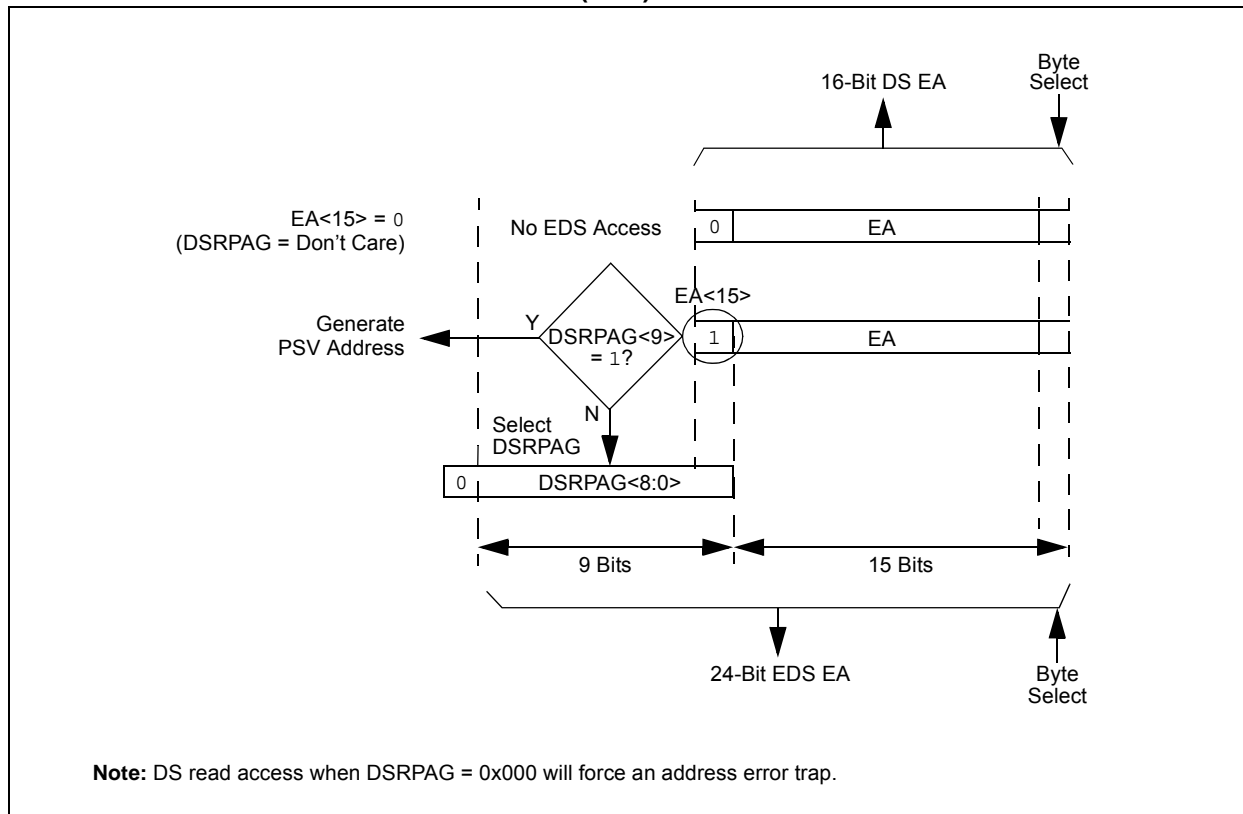 Byte
Select
16-Bit DS EA
EA<15> = 0
(DSRPAG = Don't Care)
No EDS Access
0
EA
EA<15>
Generate
PSV Address
Y
DSRPAG<9>
= 1?
1
EA
N
Select
DSRPAG
0
DSRPAG<8:0>
9 Bits
15 Bits
24-Bit EDS EA
Byte
Select
Note: DS read access when DSRPAG = 0x000 will force an address error trap.